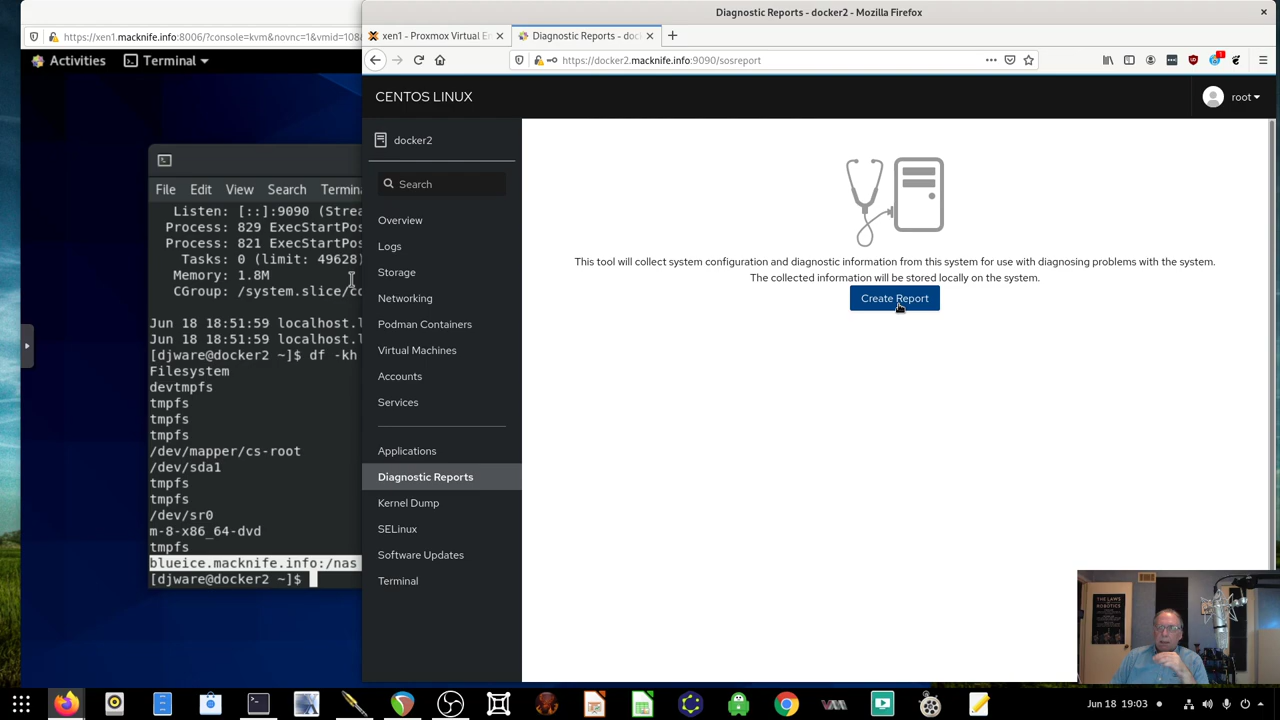 Diagnostic Reports - docker2 - Mozilla Firefox
https://xen1.macknife.info:8006/?console=kvm&novnc=1&vmid=108
xen1 - Proxmox Virtual En
Diagnostic Reports - doc
https://docker2.macknife.info:9090/sosreport
1
Activities
Terminal
File Edit View Search Termina
Listen: [::]:9090 (Strea
Process: 829 ExecStartPos
Process: 821 ExecStartPos
Tasks: 0 (limit: 49628)
Memory: 1.8M
CGroup: /system.slice/co
Jun 18 18:51:59 localhost.l
Jun 18 18:51:59 localhost.l
[djware@docker2 ~]$ df -kh
Filesystem
devtmpfs
tmpfs
tmpfs
tmpfs
/dev/mapper/cs-root
/dev/sda1
tmpfs
tmpfs
/dev/sr0
m-8-x86_64-dvd
tmpfs
blueice.macknife.info:/nas
[djware@docker2 ~]$
CENTOS LINUX
root
docker2
Search
Overview
Logs
Storage
Networking
Podman Containers
Virtual Machines
Accounts
Services
Applications
Diagnostic Reports
Kernel Dump
SELinux
Software Updates
Terminal
This tool will collect system configuration and diagnostic information from this system for use with diagnosing problems with the system.
The collected information will be stored locally on the system.
Create Report
THE LAWS
ROBOTICS
Jun 18 19:03